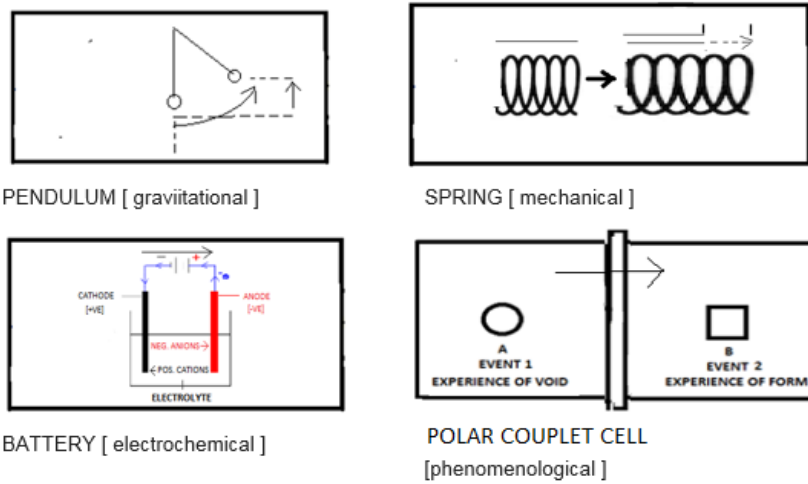 PENDULUM [ graviitational ]
SPRING [ mechanical ]
− +
-e
CATHODE
[+VE]
ANODE
[-VE]
NEG. ANIONS
POS. CATIONS
ELECTROLYTE
BATTERY [ electrochemical ]
A
EVENT 1
EXPERIENCE OF VOID
B
EVENT 2
EXPERIENCE OF FORM
POLAR COUPLET CELL
[phenomenological ]